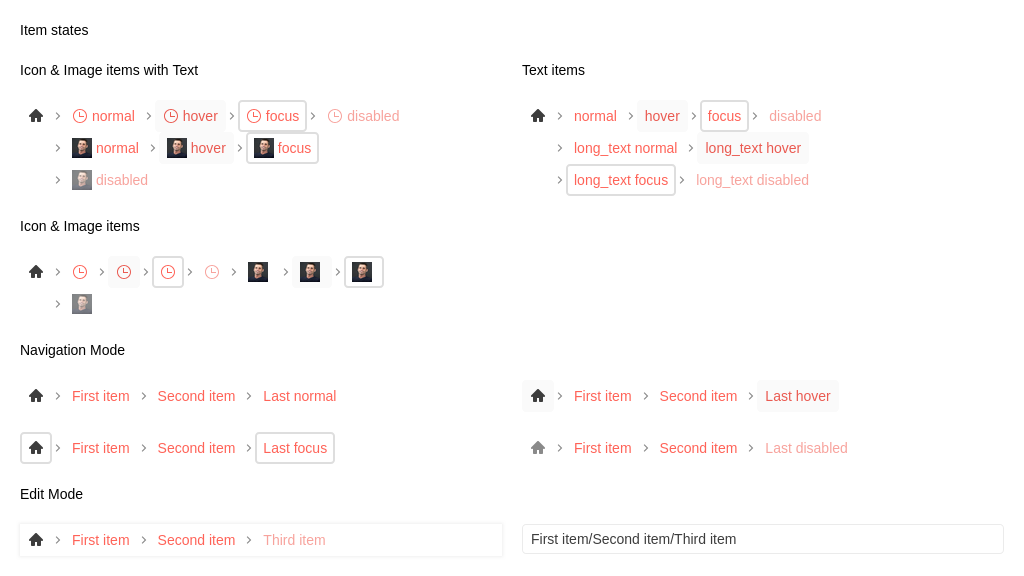 Item states
Icon & Image items with Text
normal hover focus disabled
normal hover focus
disabled
Text items
normal hover focus disabled
long_text normal long_text hover
long_text focus long_text disabled
Icon & Image items
Navigation Mode
First item Second item Last normal
First item Second item Last hover
First item Second item Last focus
First item Second item Last disabled
Edit Mode
First item Second item Third item
First item/Second item/Third item